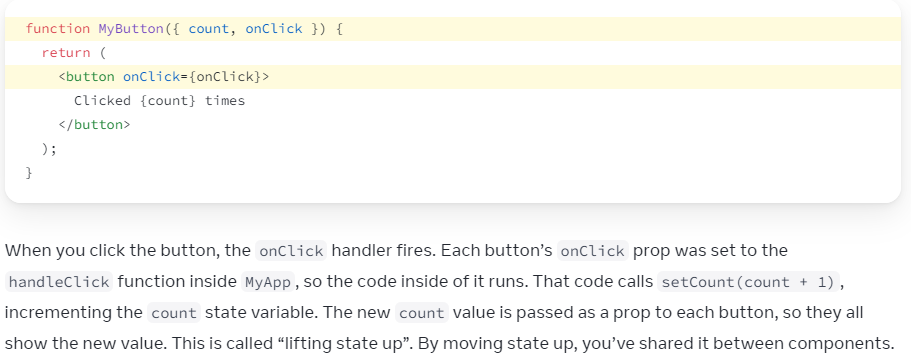 function MyButton({ count, onClick }) {
  return (
    <button onClick={onClick}>
      Clicked {count} times
    </button>
  );
}
When you click the button, the onClick handler fires. Each button’s onClick prop was set to the
handleClick function inside MyApp, so the code inside of it runs. That code calls setCount(count + 1),
incrementing the count state variable. The new count value is passed as a prop to each button, so they all
show the new value. This is called “lifting state up”. By moving state up, you’ve shared it between components.